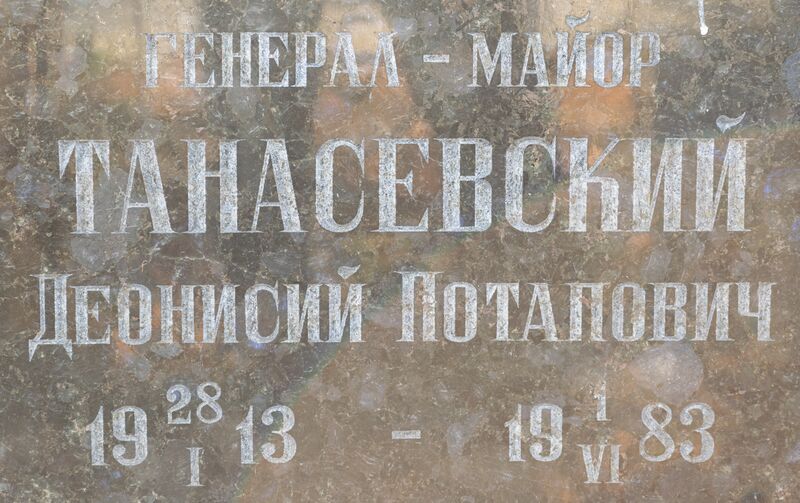 ГЕНЕРАЛ - МАЙОР
ТАНАСЕВСКИЙ
ДЕОНИСИЙ ПОТАПОВИЧ
19 28/I 13 - 19 1/VI 83